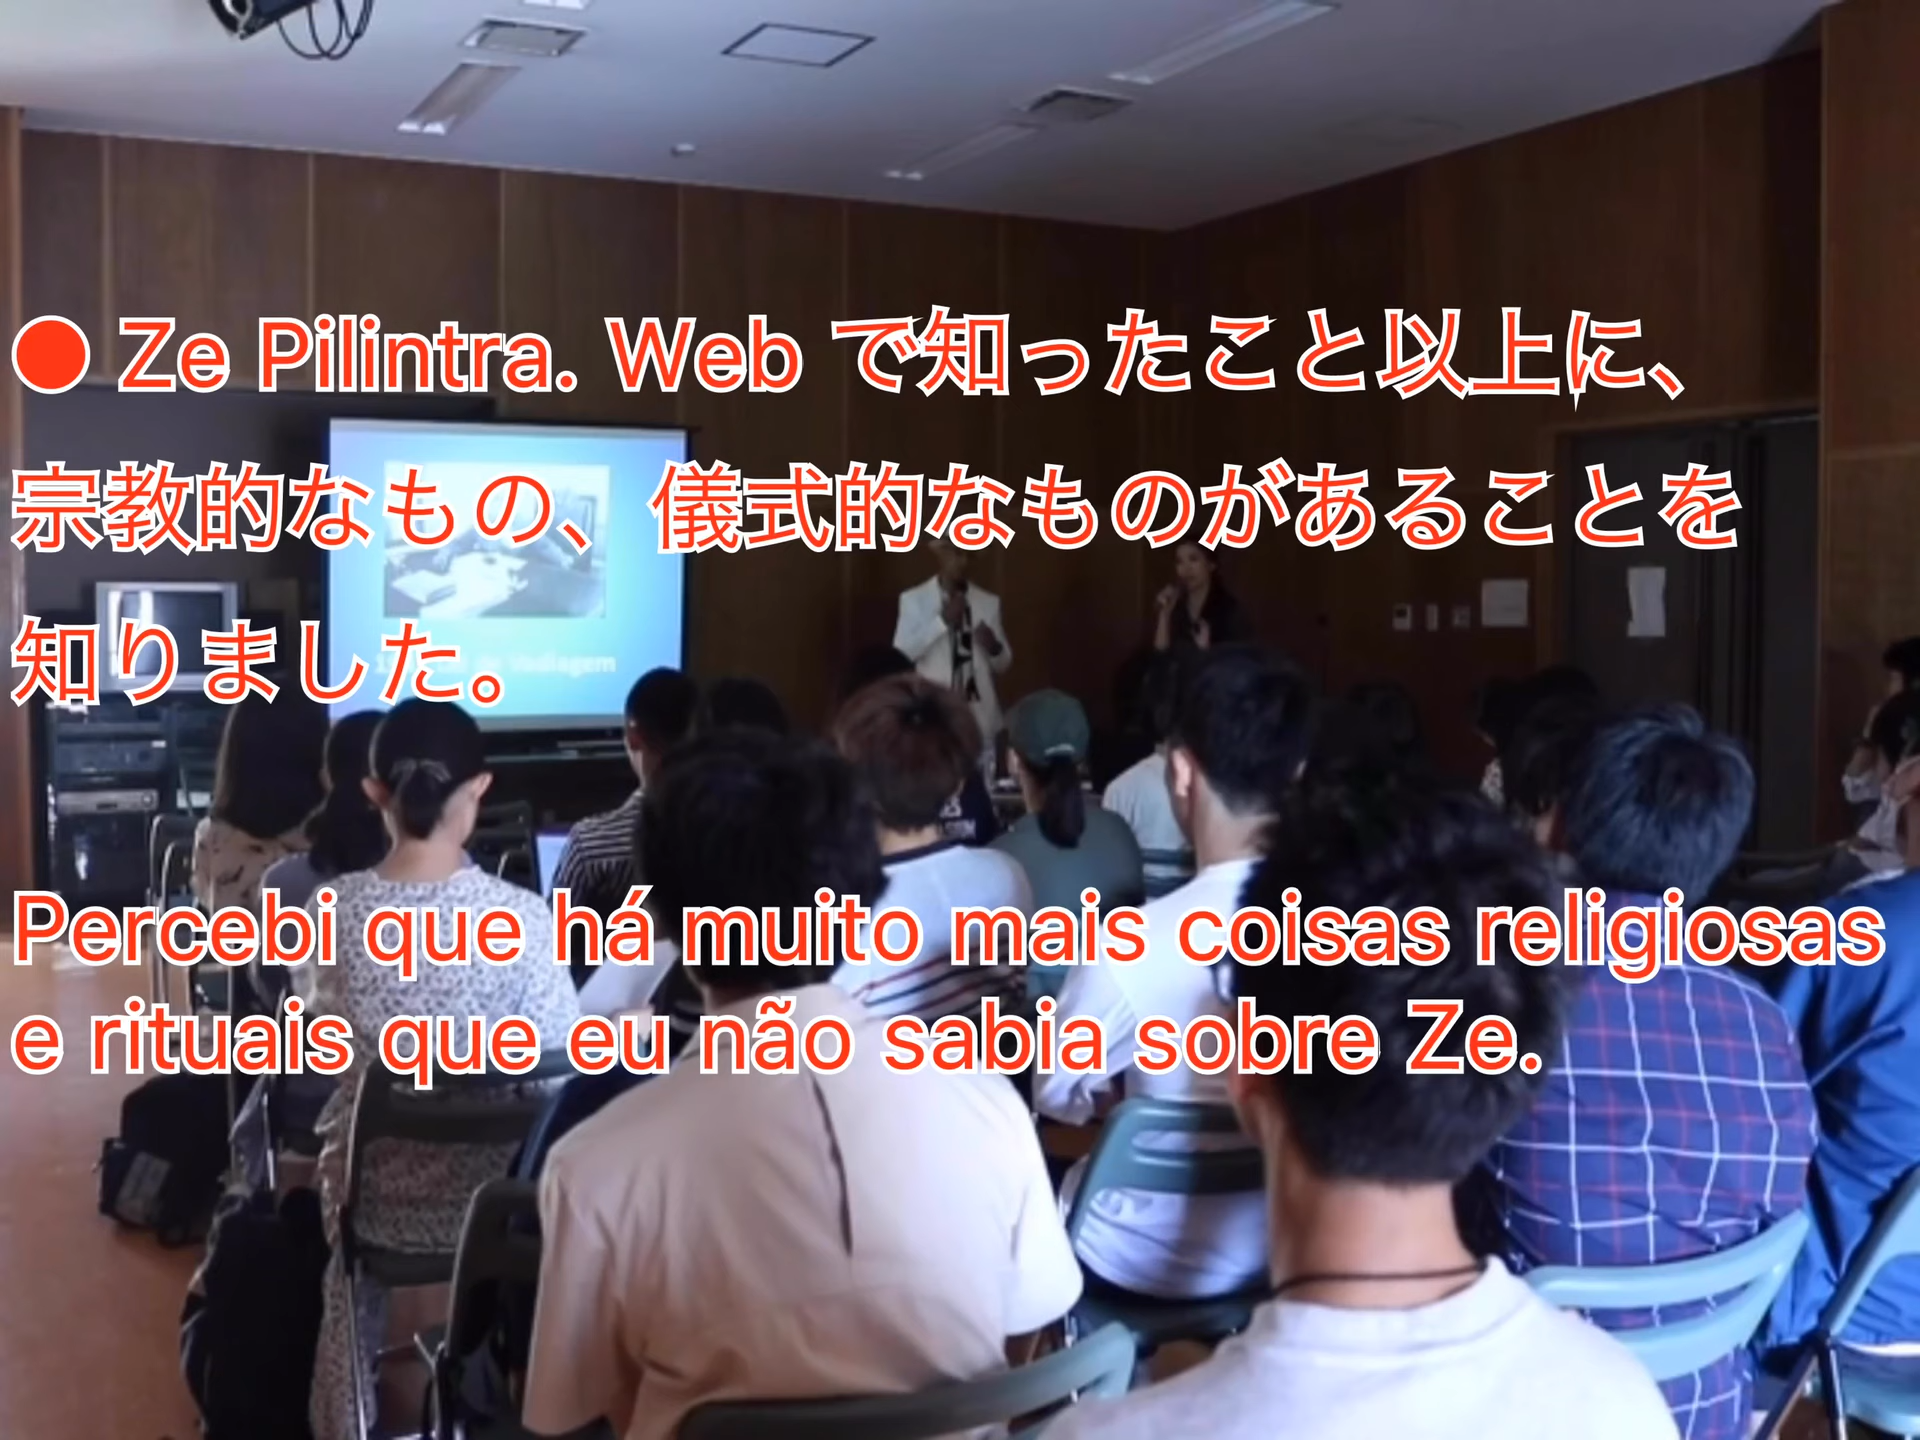 ● Ze Pilintra. Web で知ったこと以上に、
宗教的なもの、儀式的なものがあることを
知りました。
Vadiagem
Percebi que há muito mais coisas religiosas
e rituais que eu não sabia sobre Ze.